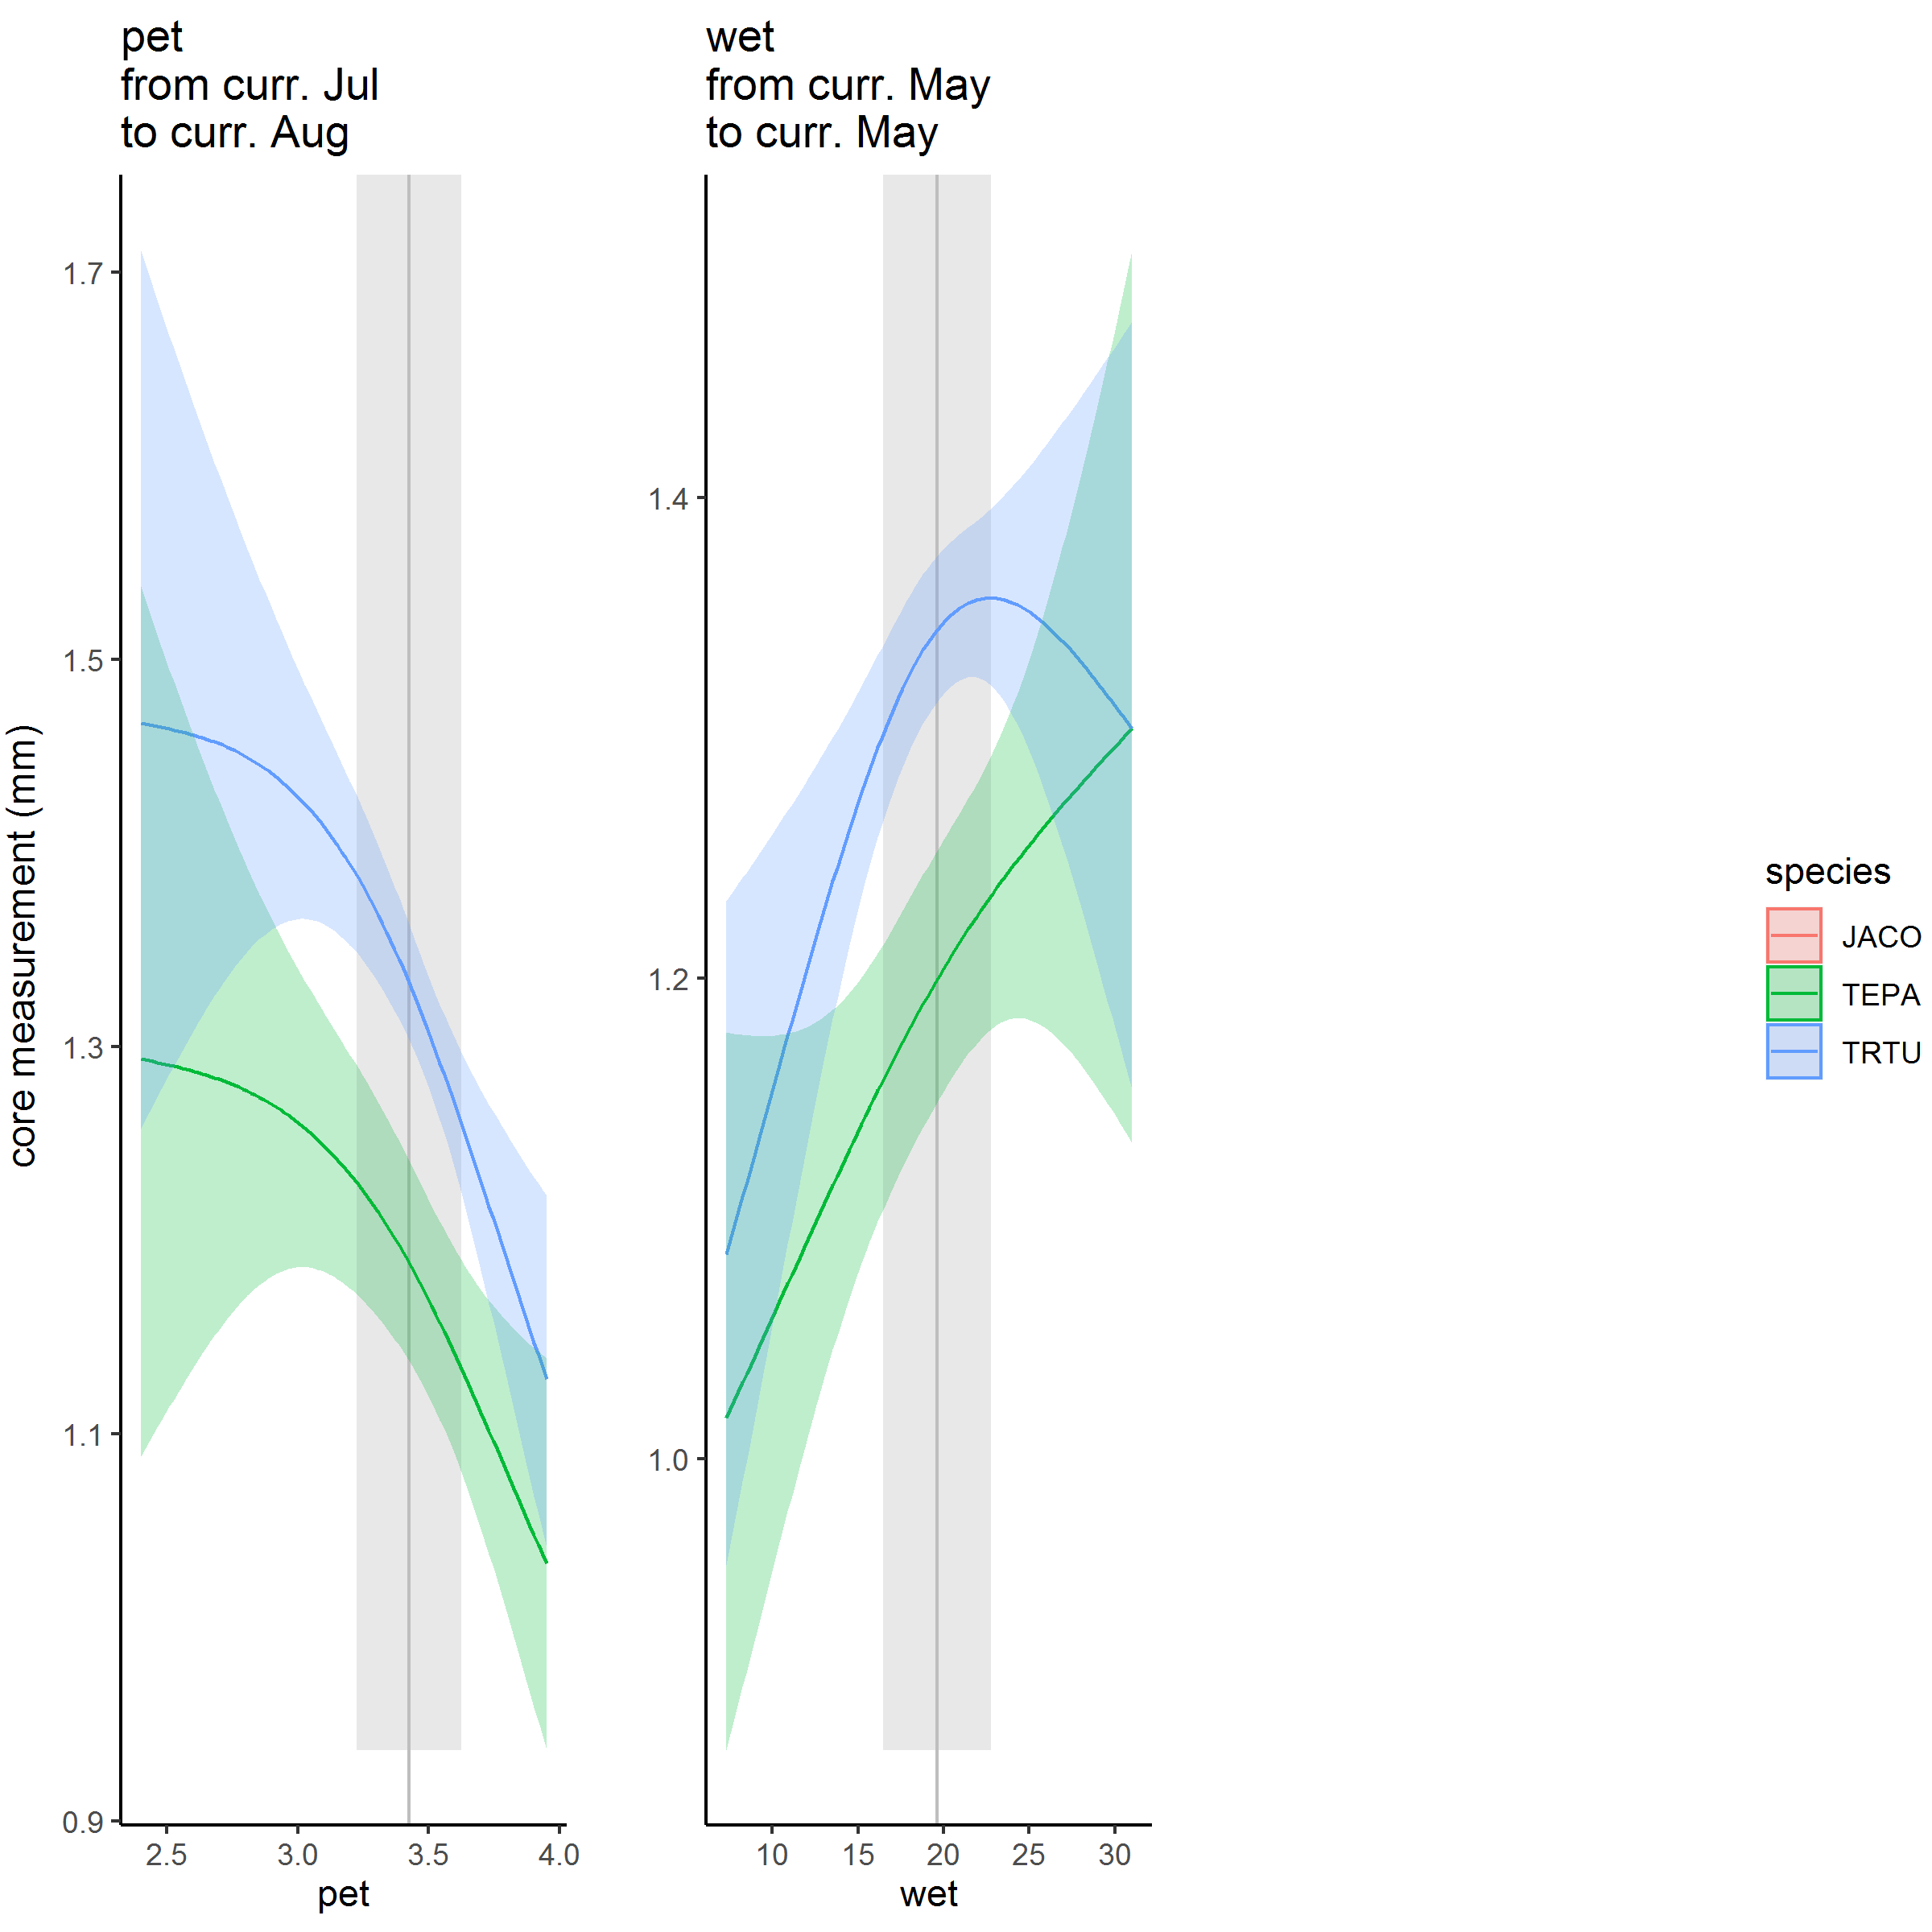 pet
from curr. Jul
to curr. Aug
wet
from curr. May
to curr. May
core measurement (mm)
1.7
1.5
1.3
1.1
0.9
2.5 3.0 3.5 4.0
pet
1.4
1.2
1.0
10 15 20 25 30
wet
species
JACO
TEPA
TRTU